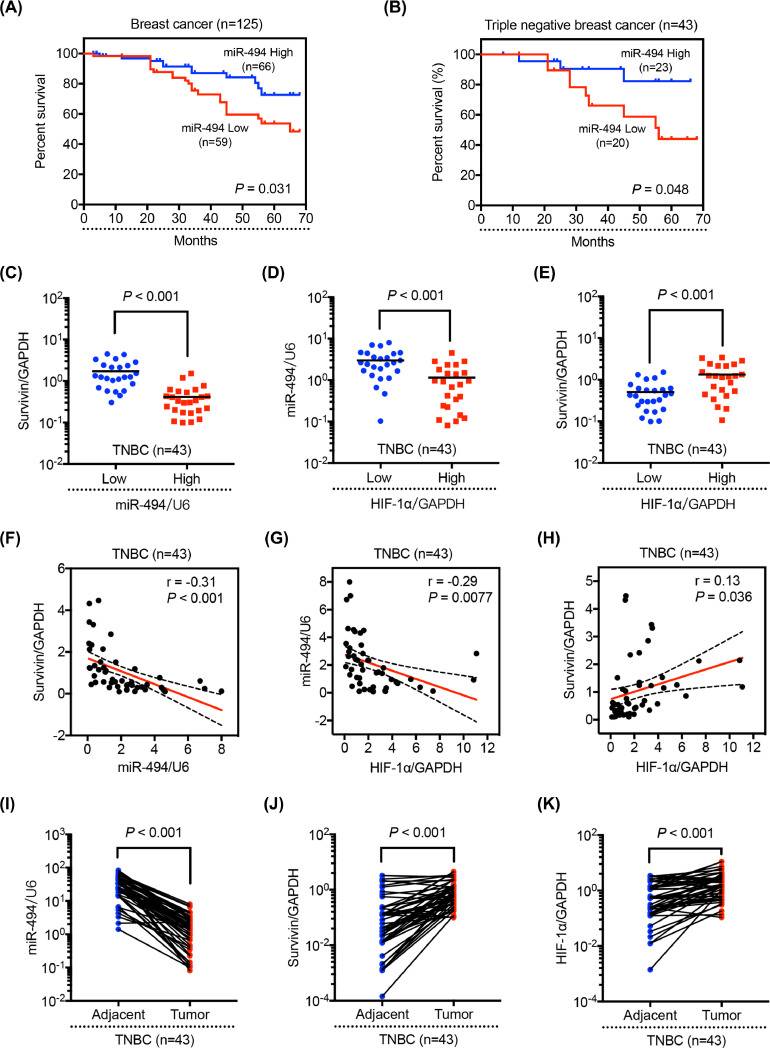 (A)
Breast cancer (n=125)
100
80
60
40
20
0
Percent survival
miR-494 High
(n=66)
miR-494 Low
(n=59)
P = 0.031
0 10 20 30 40 50 60 70
Months
(B)
Triple negative breast cancer (n=43)
100
80
60
40
20
0
Percent survival (%)
miR-494 High
(n=23)
miR-494 Low
(n=20)
P = 0.048
0 10 20 30 40 50 60 70
Months
(C)
P < 0.001
10²
10¹
10⁰
10⁻¹
10⁻²
Survivin/GAPDH
TNBC (n=43)
Low High
miR-494/U6
(D)
P < 0.001
10²
10¹
10⁰
10⁻¹
10⁻²
miR-494/U6
TNBC (n=43)
Low High
HIF-1α/GAPDH
(E)
P < 0.001
10²
10¹
10⁰
10⁻¹
10⁻²
Survivin/GAPDH
TNBC (n=43)
Low High
HIF-1α/GAPDH
(F)
TNBC (n=43)
r = -0.31
P < 0.001
6
4
2
0
-2
Survivin/GAPDH
0 2 4 6 8
miR-494/U6
(G)
TNBC (n=43)
r = -0.29
P = 0.0077
8
6
4
2
0
-2
miR-494/U6
0 2 4 6 8 10 12
HIF-1α/GAPDH
(H)
TNBC (n=43)
r = 0.13
P = 0.036
5
4
3
2
1
0
Survivin/GAPDH
0 2 4 6 8 10 12
HIF-1α/GAPDH
(I)
P < 0.001
10³
10²
10¹
10⁰
10⁻¹
10⁻²
miR-494/U6
Adjacent Tumor
TNBC (n=43)
(J)
P < 0.001
10²
10⁰
10⁻²
10⁻⁴
Survivin/GAPDH
Adjacent Tumor
TNBC (n=43)
(K)
P < 0.001
10²
10⁰
10⁻²
10⁻⁴
HIF-1α/GAPDH
Adjacent Tumor
TNBC (n=43)